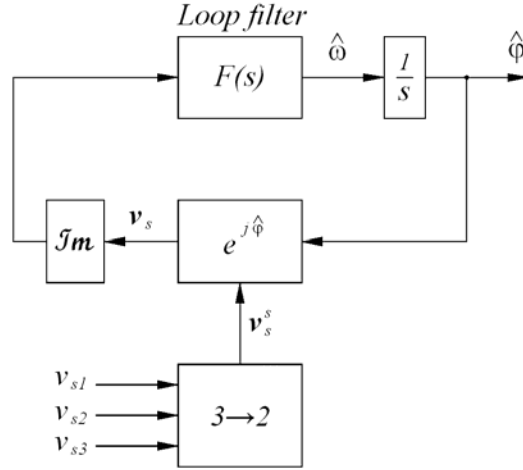 Loop filter
F(s)
ω̂
1/s
φ̂
ℐm
v_s
e^{jφ̂}
v_s^s
v_{s1}
v_{s2}
v_{s3}
3→2